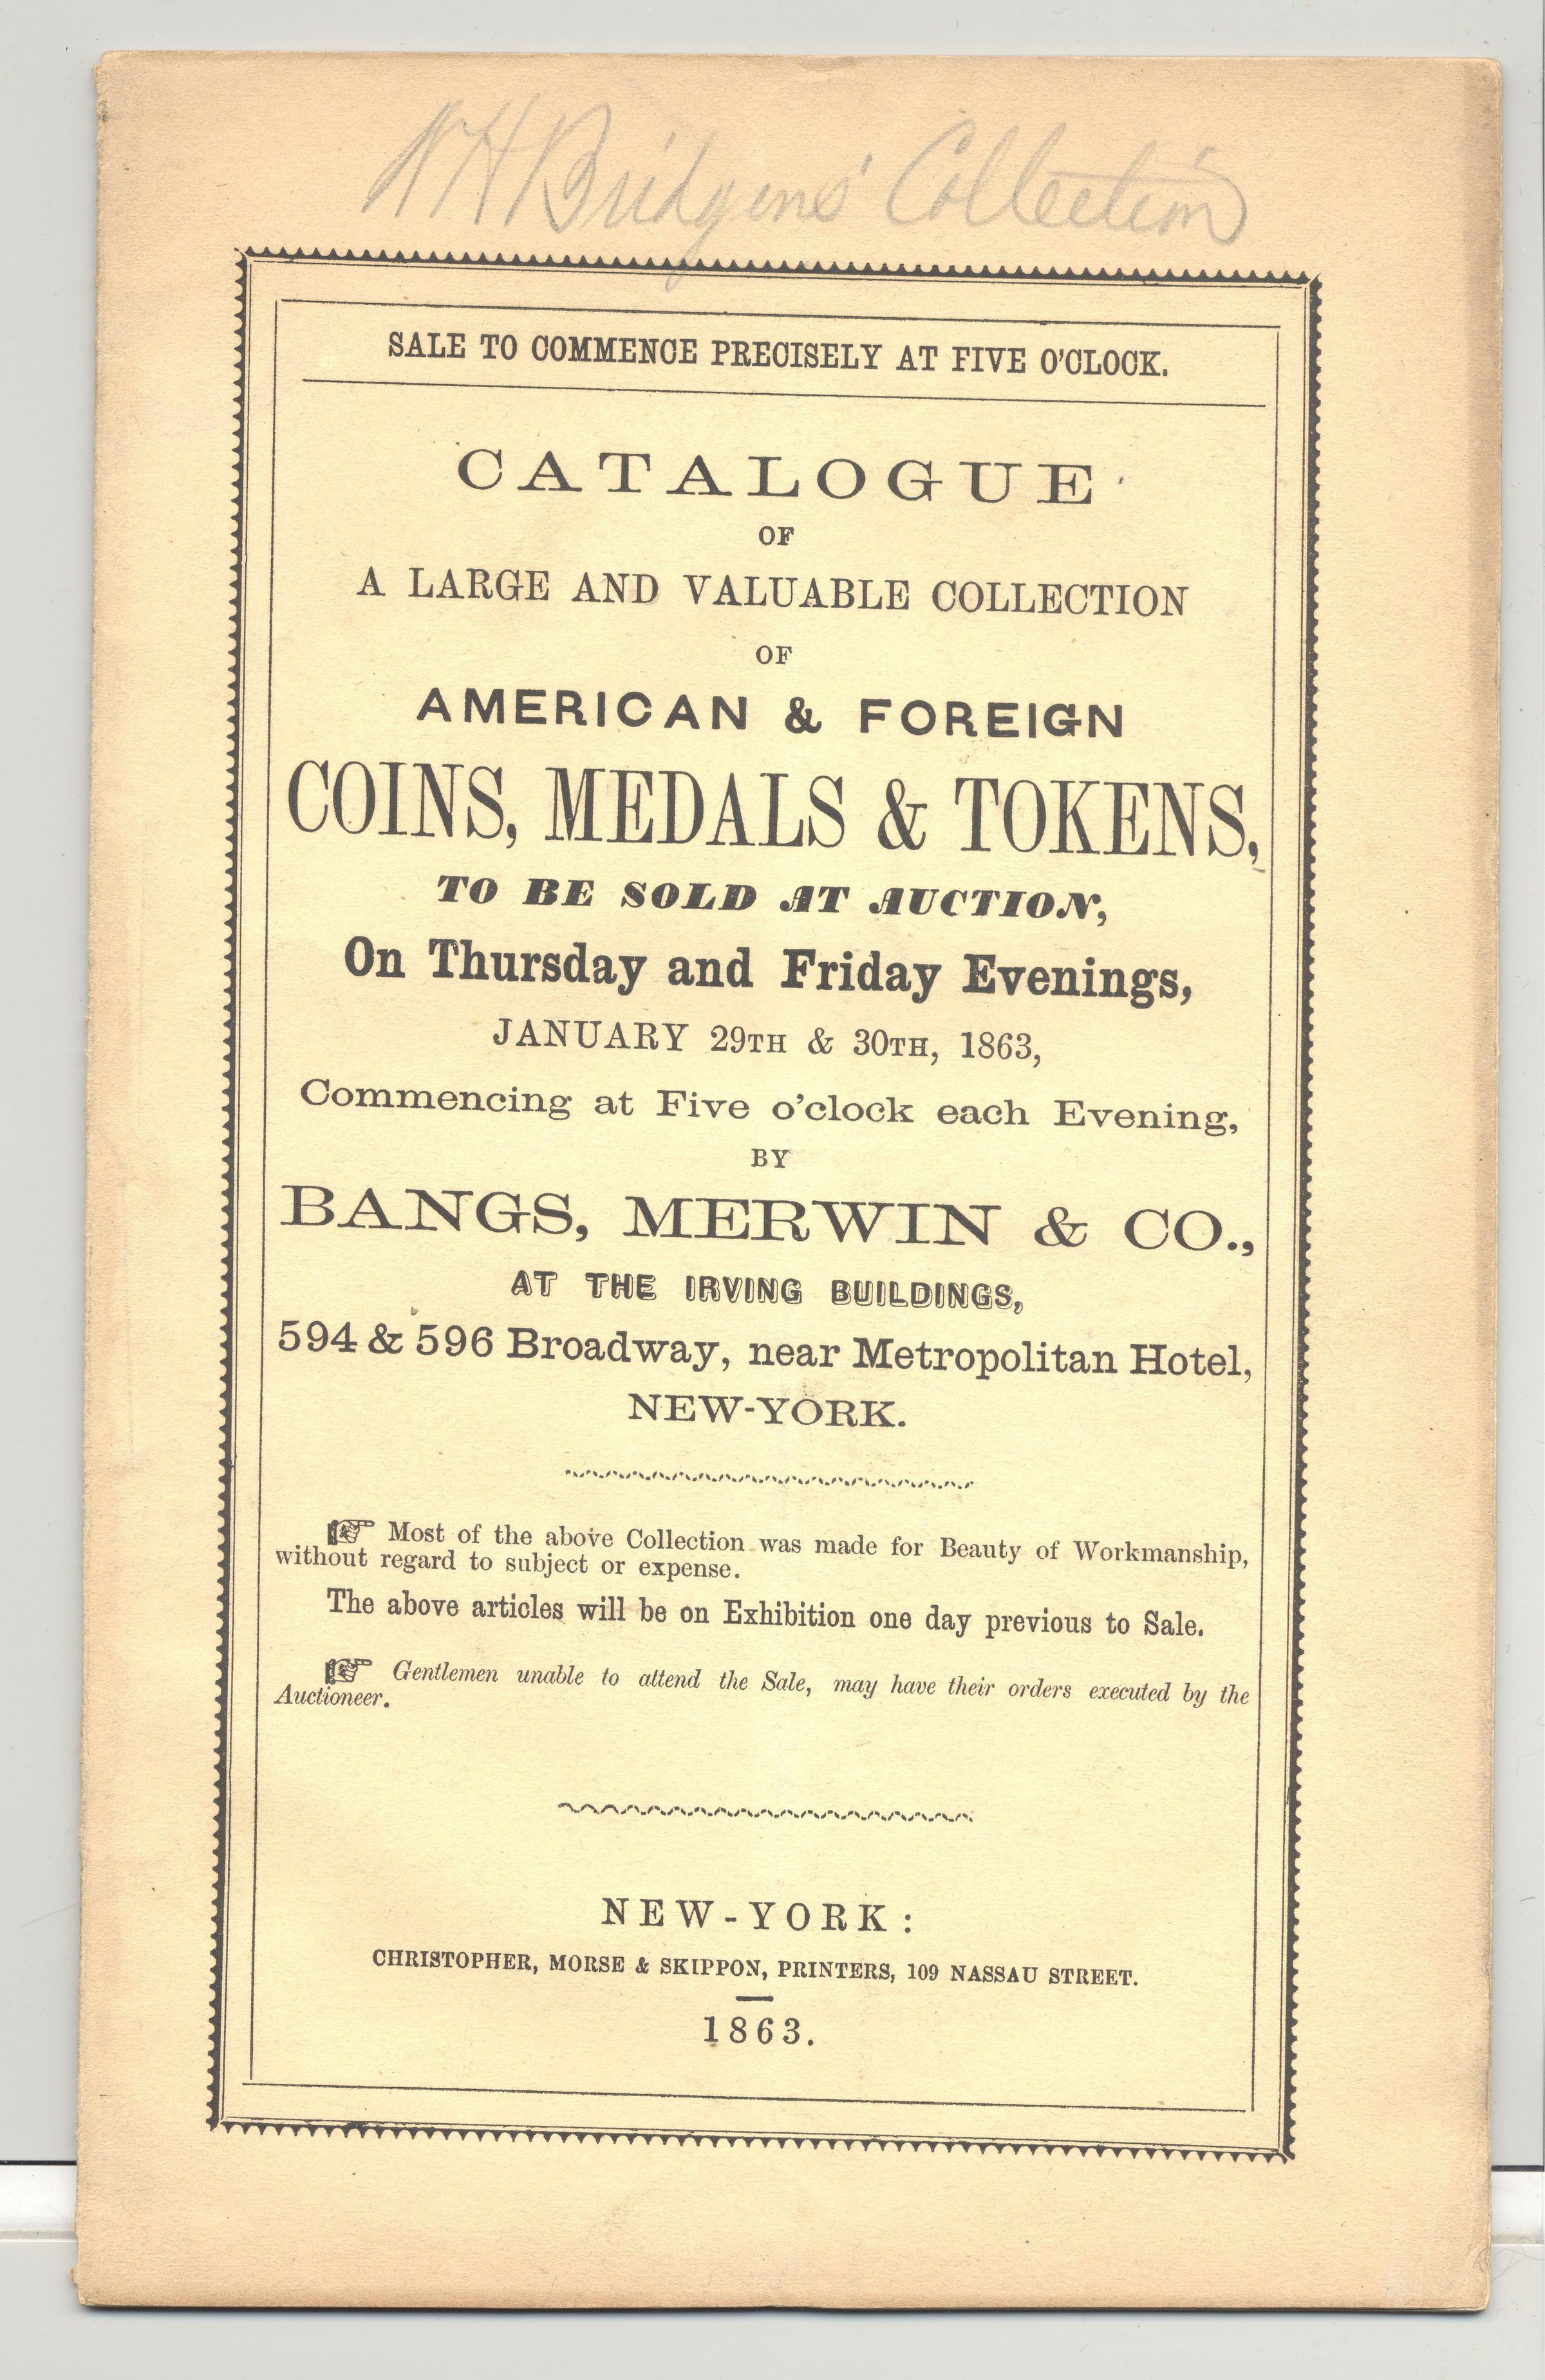 WH Bridgens' Collection
SALE TO COMMENCE PRECISELY AT FIVE O'CLOCK.
CATALOGUE
OF
A LARGE AND VALUABLE COLLECTION
OF
AMERICAN & FOREIGN
COINS, MEDALS & TOKENS,
TO BE SOLD AT AUCTION,
On Thursday and Friday Evenings,
JANUARY 29TH & 30TH, 1863,
Commencing at Five o'clock each Evening,
BY
BANGS, MERWIN & CO.,
AT THE IRVING BUILDINGS,
594 & 596 Broadway, near Metropolitan Hotel,
NEW-YORK.
☞ Most of the above Collection was made for Beauty of Workmanship,
without regard to subject or expense.
The above articles will be on Exhibition one day previous to Sale.
☞ Gentlemen unable to attend the Sale, may have their orders executed by the
Auctioneer.
NEW-YORK:
CHRISTOPHER, MORSE & SKIPPON, PRINTERS, 109 NASSAU STREET.
1863.